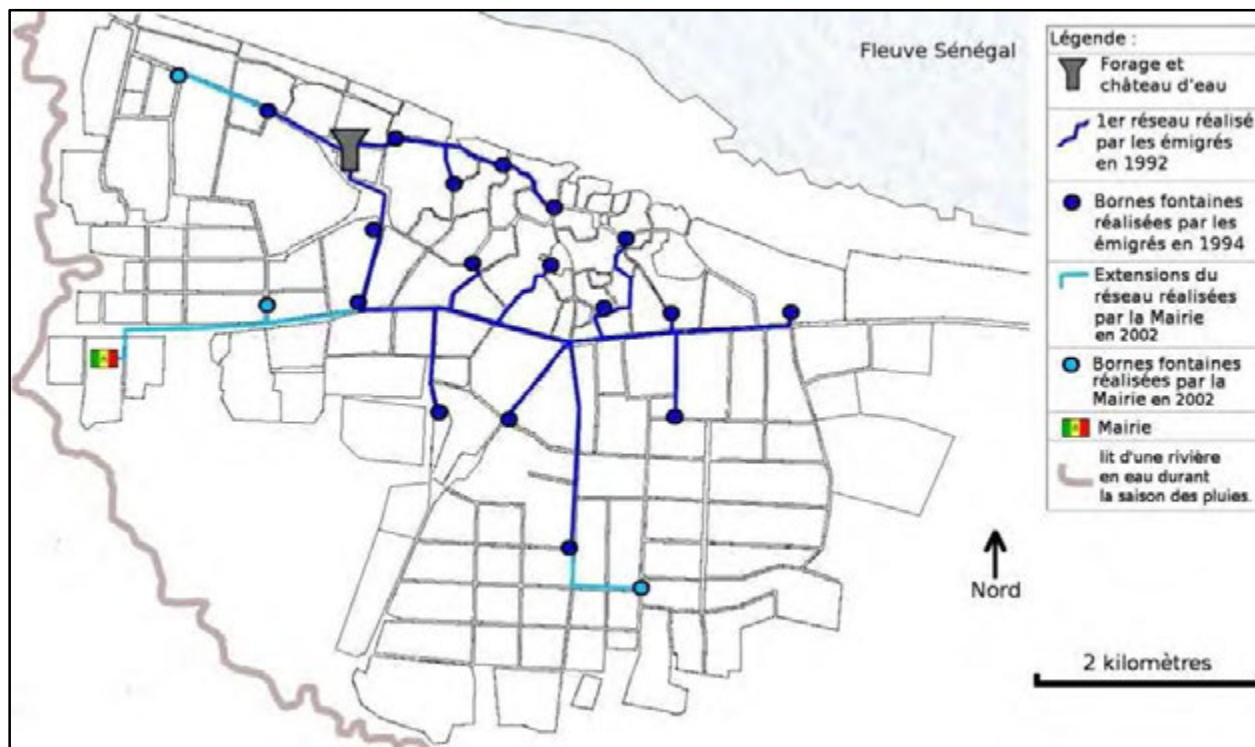 Fleuve Sénégal
Légende :
Forage et
château d'eau
1er réseau réalisé
par les émigrés
en 1992
Bornes fontaines
réalisées par les
émigrés en 1994
Extensions du
réseau réalisées
par la Mairie
en 2002
Bornes fontaines
réalisées par la
Mairie en 2002
Mairie
lit d'une rivière
en eau durant
la saison des pluies.
Nord
2 kilomètres